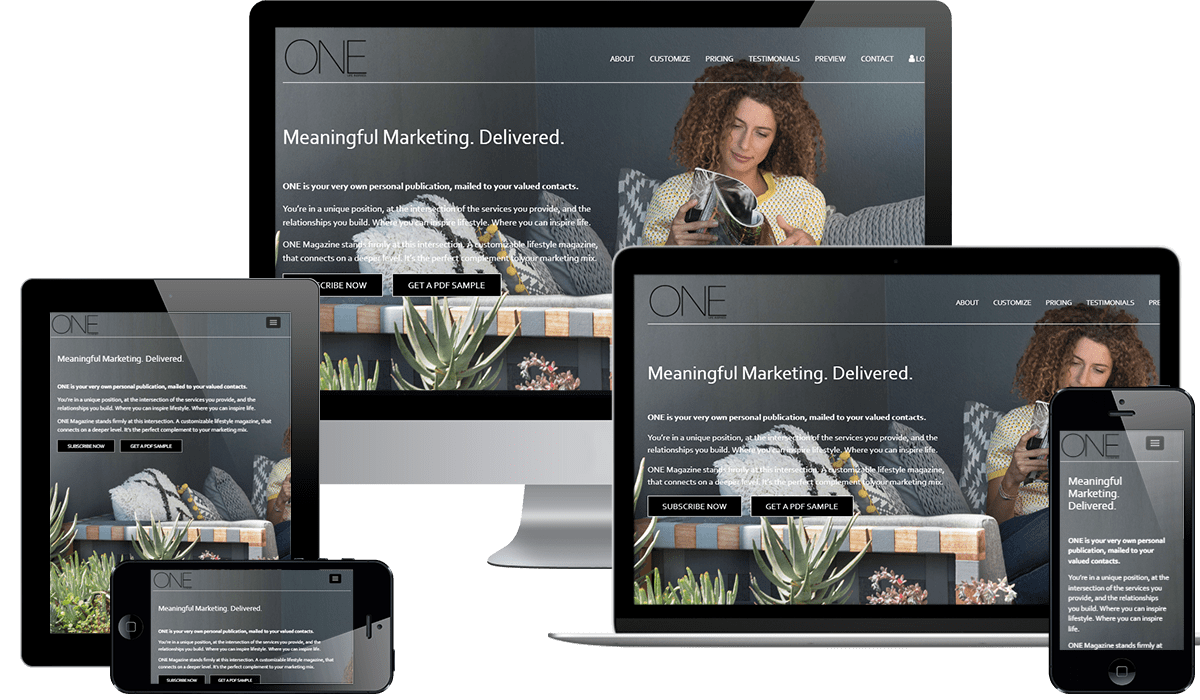 ONE
ABOUT CUSTOMIZE PRICING TESTIMONIALS PREVIEW CONTACT LO
Meaningful Marketing. Delivered.
ONE is your very own personal publication, mailed to your valued contacts.
You're in a unique position, at the intersection of the services you provide, and the
relationships you build. Where you can inspire lifestyle. Where you can inspire life.
ONE Magazine stands firmly at this intersection. A customizable lifestyle magazine,
that connects on a deeper level. It's the perfect complement to your marketing mix.
SCRIBE NOW GET A PDF SAMPLE
ONE
Meaningful Marketing. Delivered.
ONE is your very own personal publication, mailed to your valued contacts.
You're in a unique position, at the intersection of the services you provide, and the
relationships you build. Where you can inspire lifestyle. Where you can inspire life.
ONE Magazine stands firmly at this intersection. A customizable lifestyle magazine, that
connects on a deeper level. It's the perfect complement to your marketing mix.
SUBSCRIBE NOW GET A PDF SAMPLE
ONE
Meaningful Marketing. Delivered.
ONE is your very own personal publication, mailed to your valued contacts.
You're in a unique position, at the intersection of the services you provide, and the
relationships you build. Where you can inspire lifestyle. Where you can inspire life.
ONE Magazine stands firmly at this intersection. A customizable lifestyle magazine, that
connects on a deeper level. It's the perfect complement to your marketing mix.
SUBSCRIBE NOW GET A PDF SAMPLE
ONE
ABOUT CUSTOMIZE PRICING TESTIMONIALS PRE
Meaningful Marketing. Delivered.
ONE is your very own personal publication, mailed to your valued contacts.
You're in a unique position, at the intersection of the services you provide, and the
relationships you build. Where you can inspire lifestyle. Where you can inspire life.
ONE Magazine stands firmly at this intersection. A customizable lifestyle magazine,
that connects on a deeper level. It's the perfect complement to your marketing mix.
SUBSCRIBE NOW GET A PDF SAMPLE
ONE
Meaningful
Marketing.
Delivered.
ONE is your very own personal
publication, mailed to your
valued contacts.
You're in a unique position, at the
intersection of the services you
provide, and the relationships
you build. Where you can inspire
lifestyle. Where you can inspire
life.
ONE Magazine stands firmly at